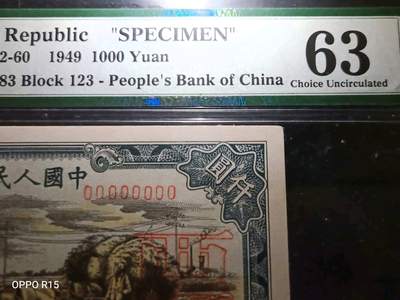 Republic "SPECIMEN"
2-60 1949 1000 Yuan
83 Block 123 - People's Bank of China
63
Choice Uncirculated
民人國中
00000000
圓仟
OPPO R15